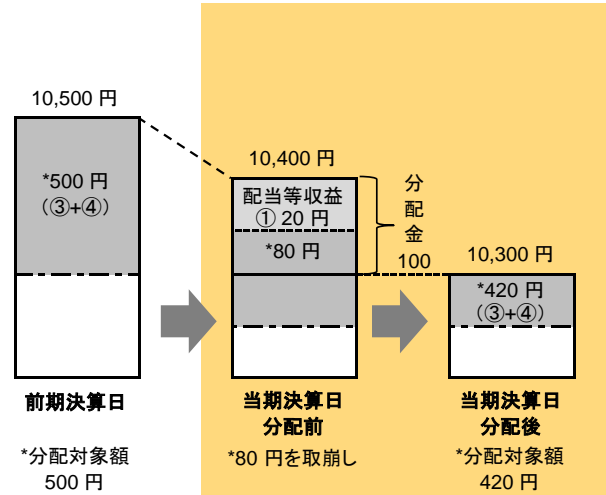 10,500 円
*500 円
(③+④)
前期決算日
*分配対象額
500 円
10,400 円
配当等収益
① 20 円
*80 円
分配金
100
当期決算日
分配前
*80 円を取崩し
10,300 円
*420 円
(③+④)
当期決算日
分配後
*分配対象額
420 円